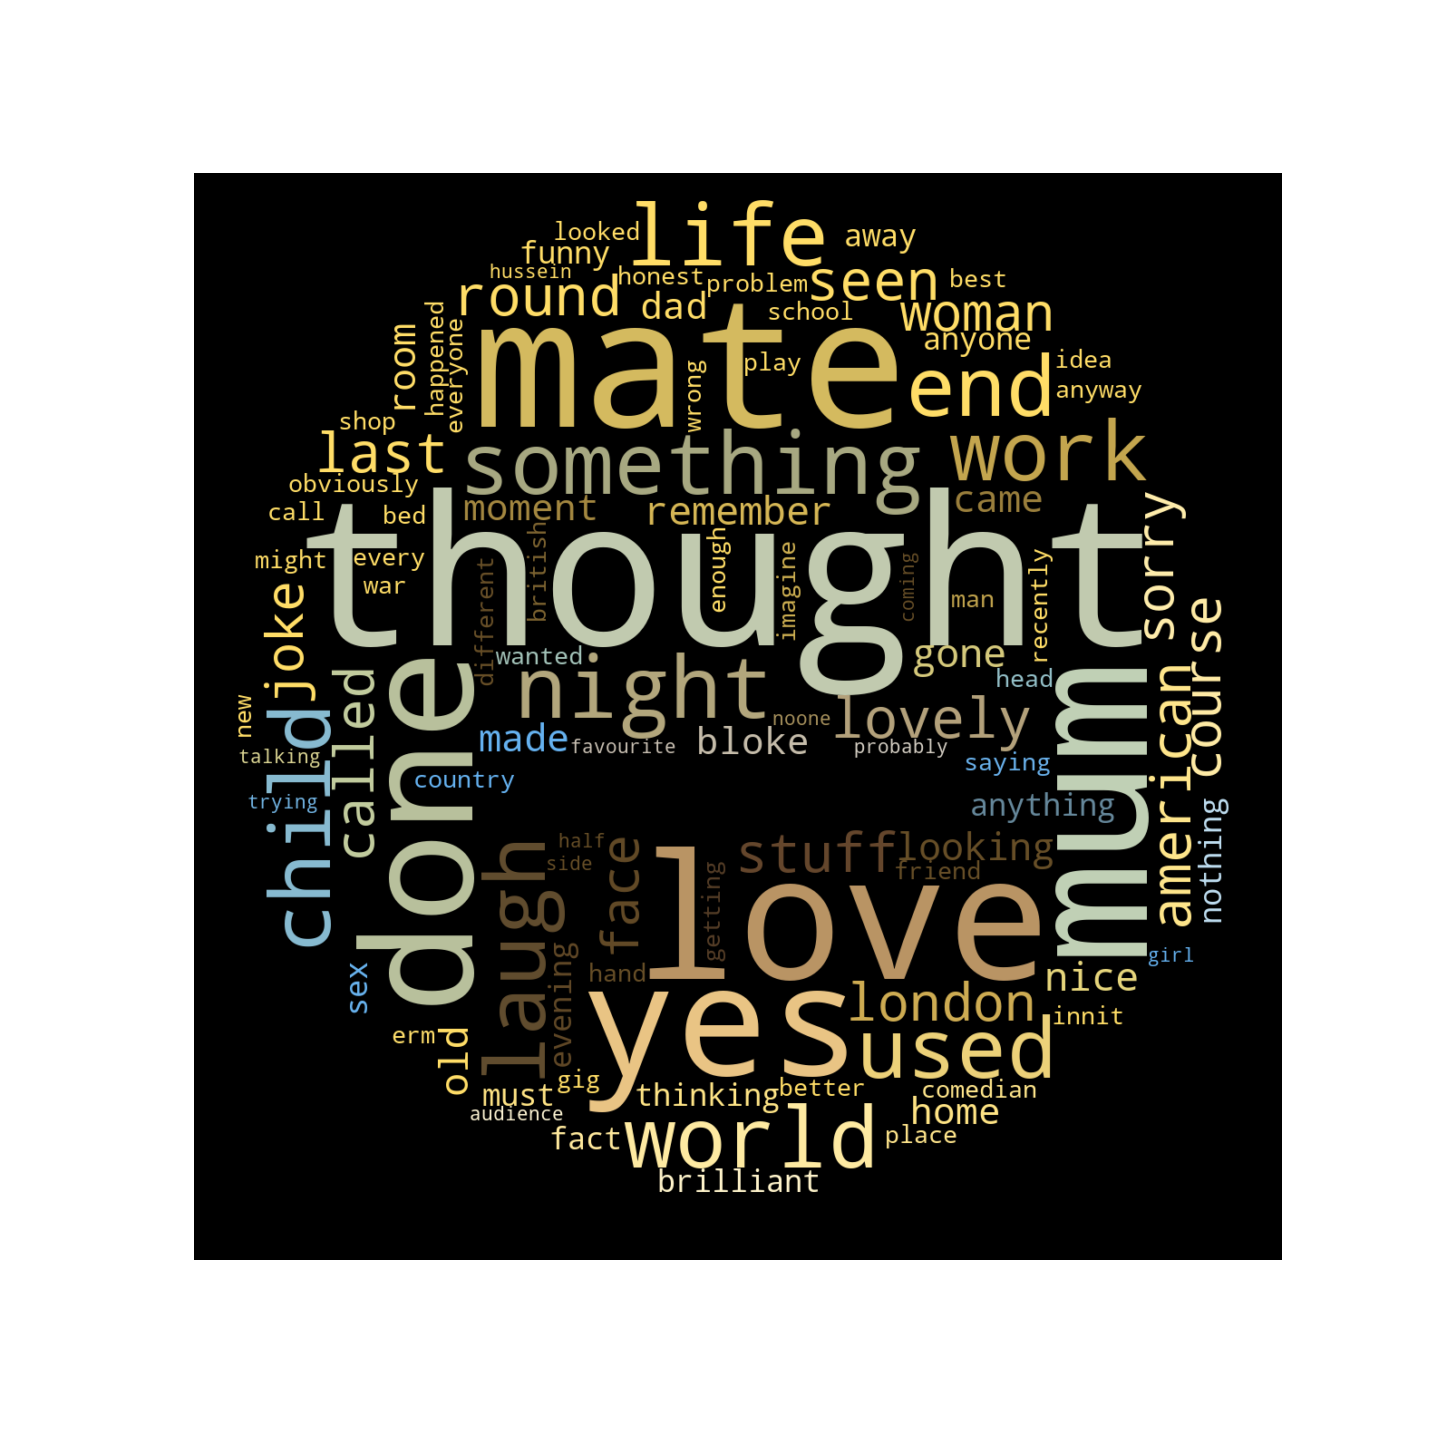 life
looked
away
funny
hussein
honest
problem
seen
best
round
dad
school
woman
mate
anyone
room
happened
everyone
wrong
play
end
idea
anyway
shop
last
something
work
obviously
moment
remember
came
call
bed
thought
sorry
might
every
war
different
british
enough
imagine
coming
man
recently
joke
wanted
night
gone
head
course
child
called
done
new
made
favourite
bloke
noone
lovely
probably
mum
american
talking
country
saying
trying
anything
nothing
laugh
half
side
face
stuff
looking
friend
getting
love
sex
evening
hand
nice
girl
yes
london
innit
erm
old
used
must
gig
thinking
better
comedian
audience
home
fact
world
place
brilliant